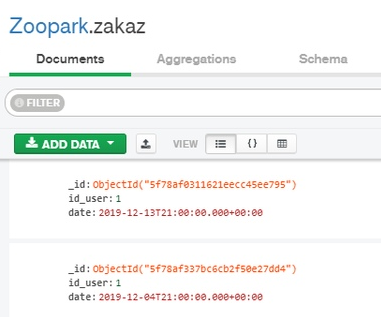 Zoopark.zakaz
Documents Aggregations Schema
FILTER
ADD DATA VIEW { }
_id: ObjectId("5f78af0311621eecc45ee795")
id_user: 1
date: 2019-12-13T21:00:00.000+00:00
_id: ObjectId("5f78af337bc6cb2f50e27dd4")
id_user: 1
date: 2019-12-04T21:00:00.000+00:00